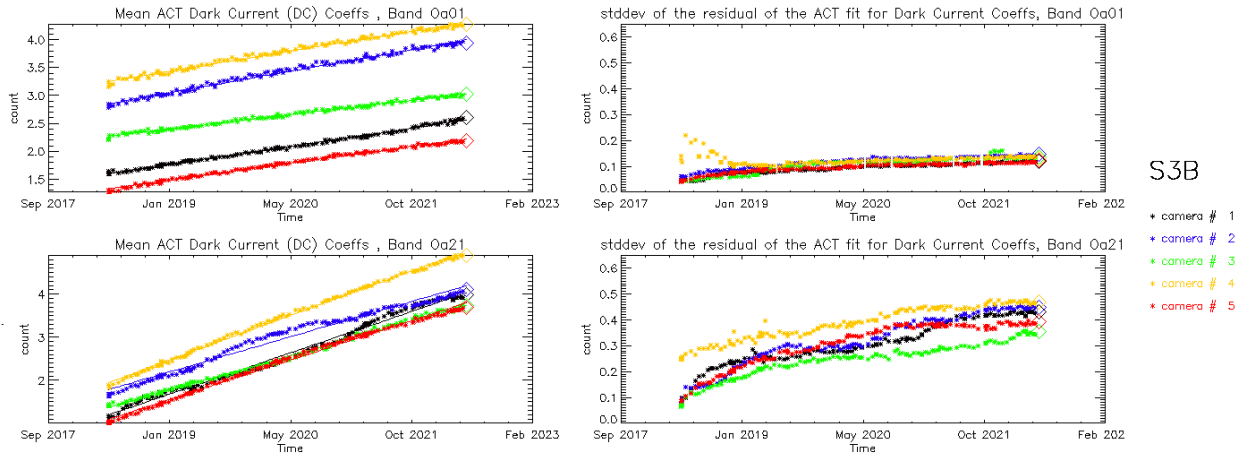 Mean ACT Dark Current (DC) Coeffs , Band Oa01
4.0
3.5
3.0
2.5
2.0
1.5
count
Sep 2017 Jan 2019 May 2020 Oct 2021 Feb 2023
Time
stddev of the residual of the ACT fit for Dark Current Coeffs, Band Oa01
0.6
0.5
0.4
0.3
0.2
0.1
0.0
count
Sep 2017 Jan 2019 May 2020 Oct 2021 Feb 202
Time
S3B
camera # 1
camera # 2
camera # 3
camera # 4
camera # 5
Mean ACT Dark Current (DC) Coeffs , Band Oa21
4
3
2
count
Sep 2017 Jan 2019 May 2020 Oct 2021 Feb 2023
Time
stddev of the residual of the ACT fit for Dark Current Coeffs, Band Oa21
0.6
0.5
0.4
0.3
0.2
0.1
0.0
count
Sep 2017 Jan 2019 May 2020 Oct 2021 Feb 202
Time